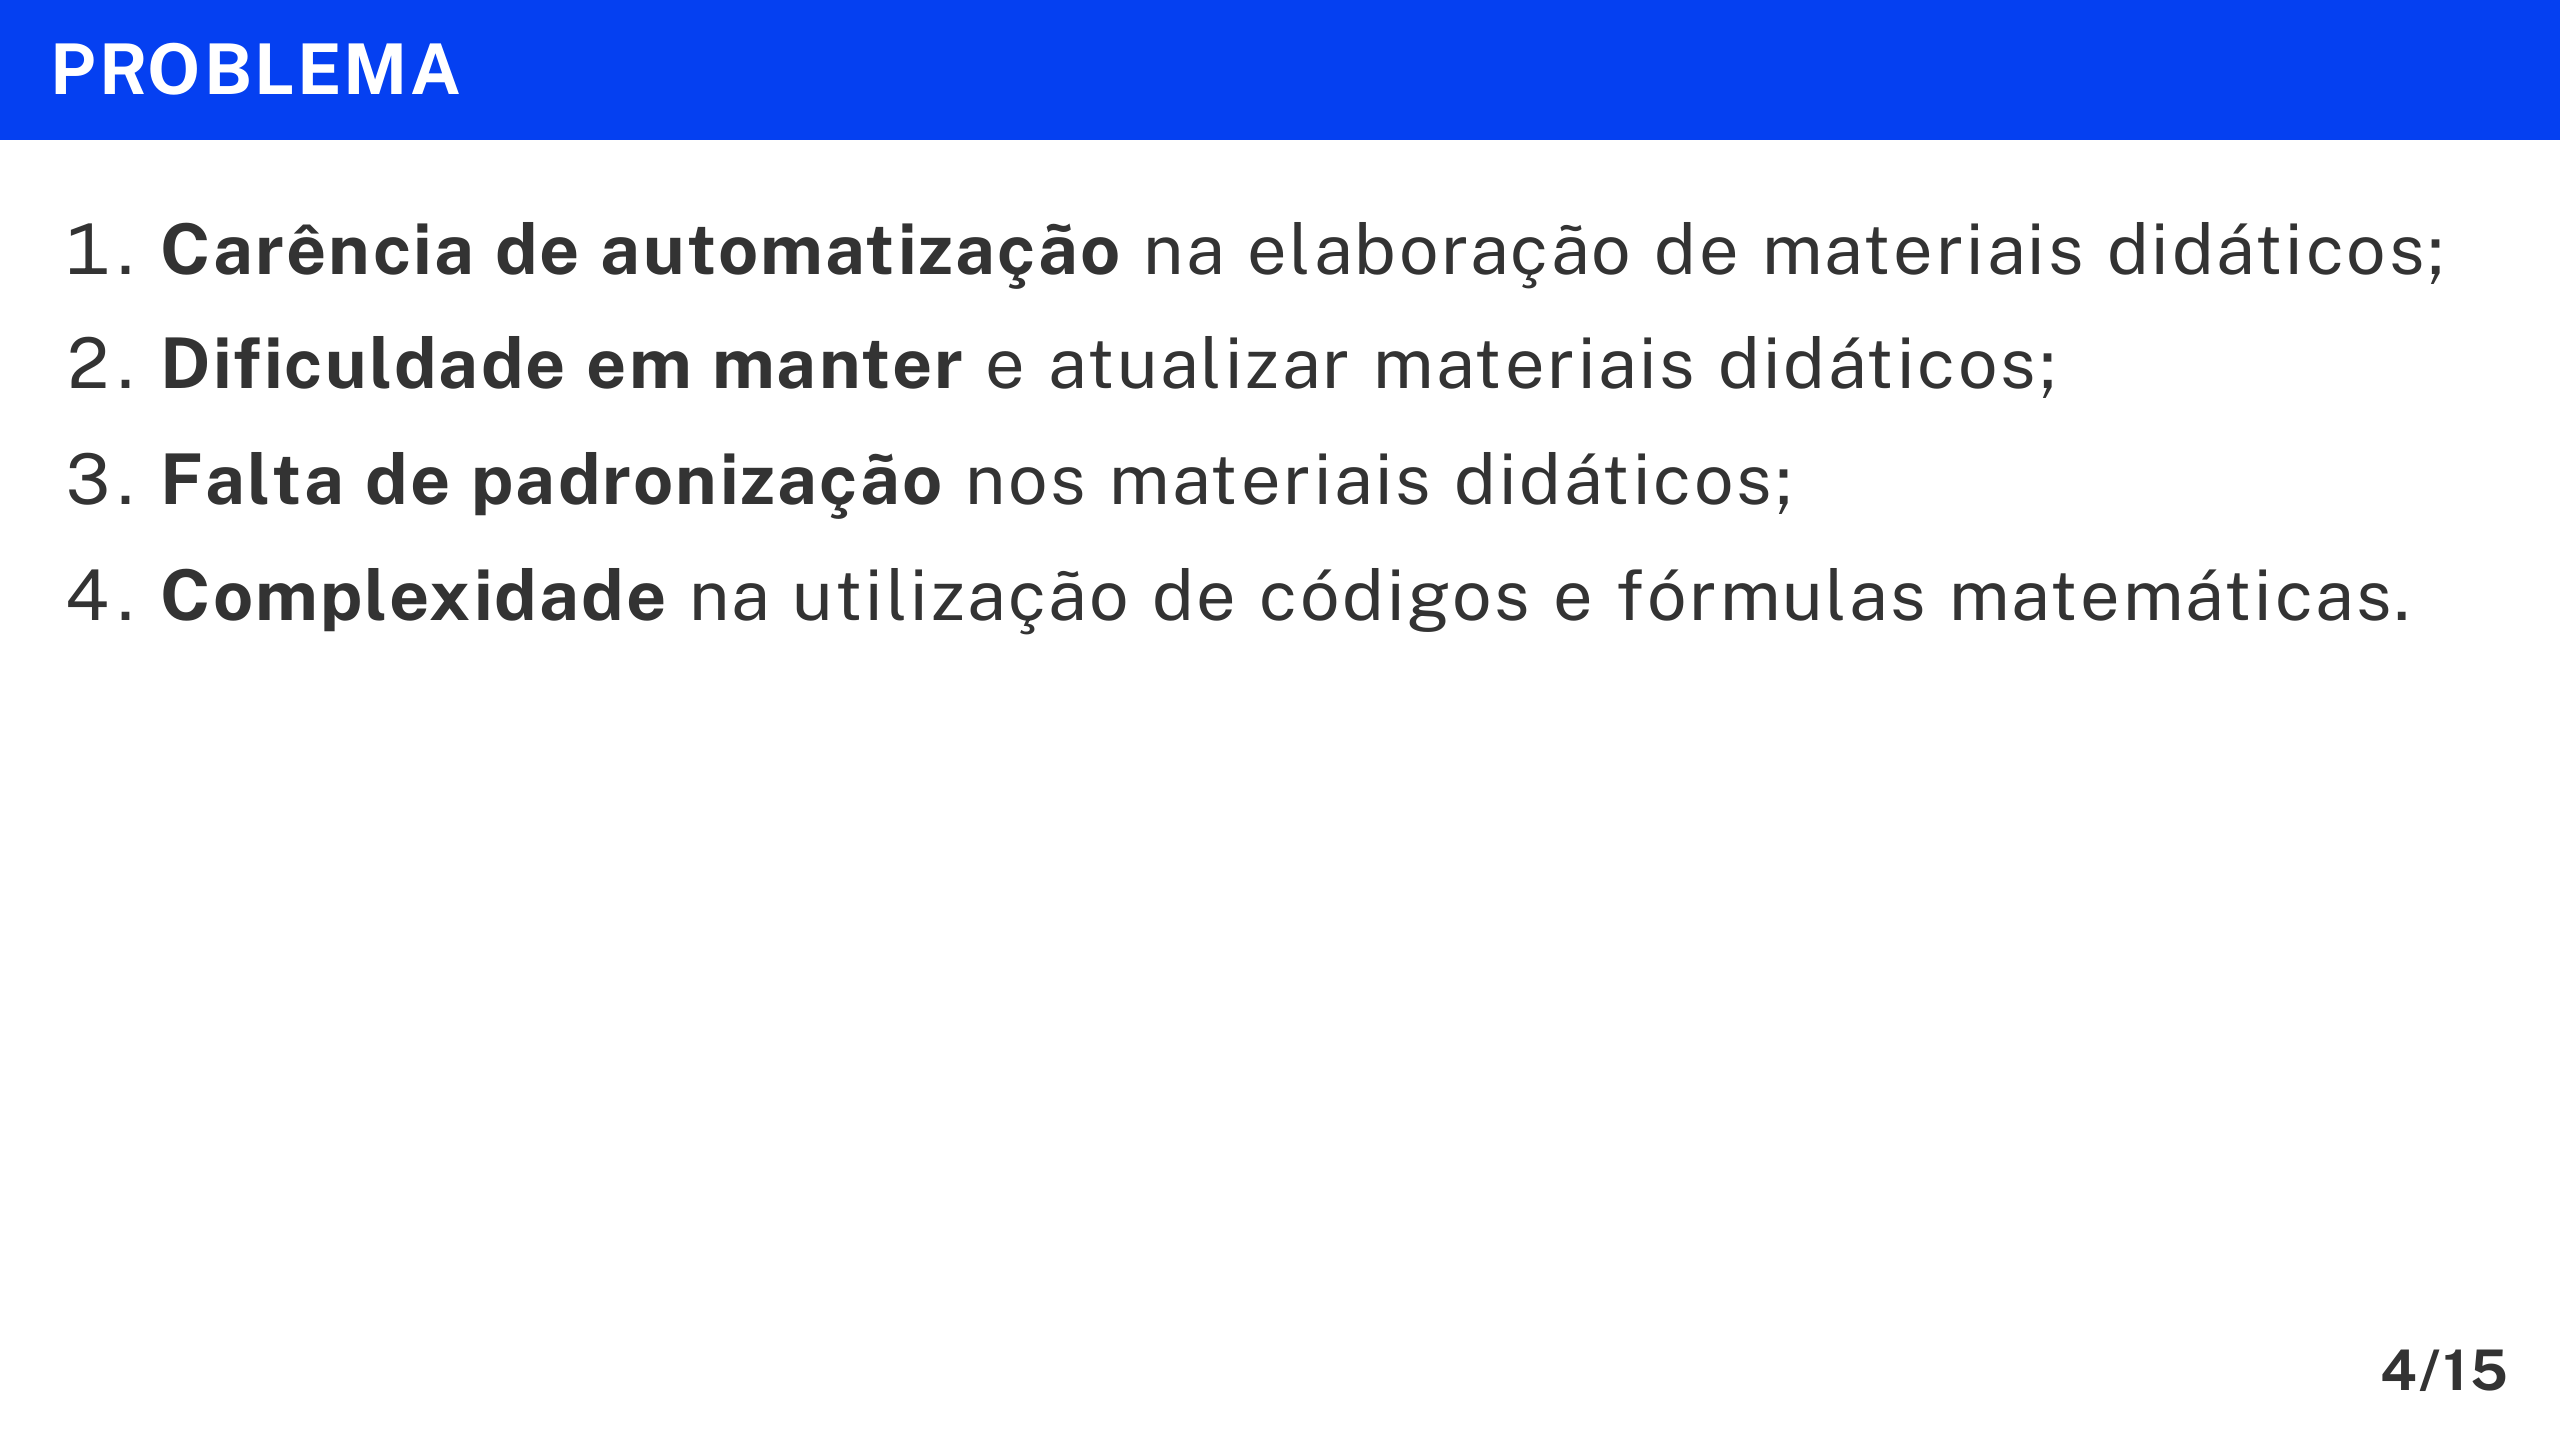 PROBLEMA
1. Carência de automatização na elaboração de materiais didáticos;
2. Dificuldade em manter e atualizar materiais didáticos;
3. Falta de padronização nos materiais didáticos;
4. Complexidade na utilização de códigos e fórmulas matemáticas.
4/15